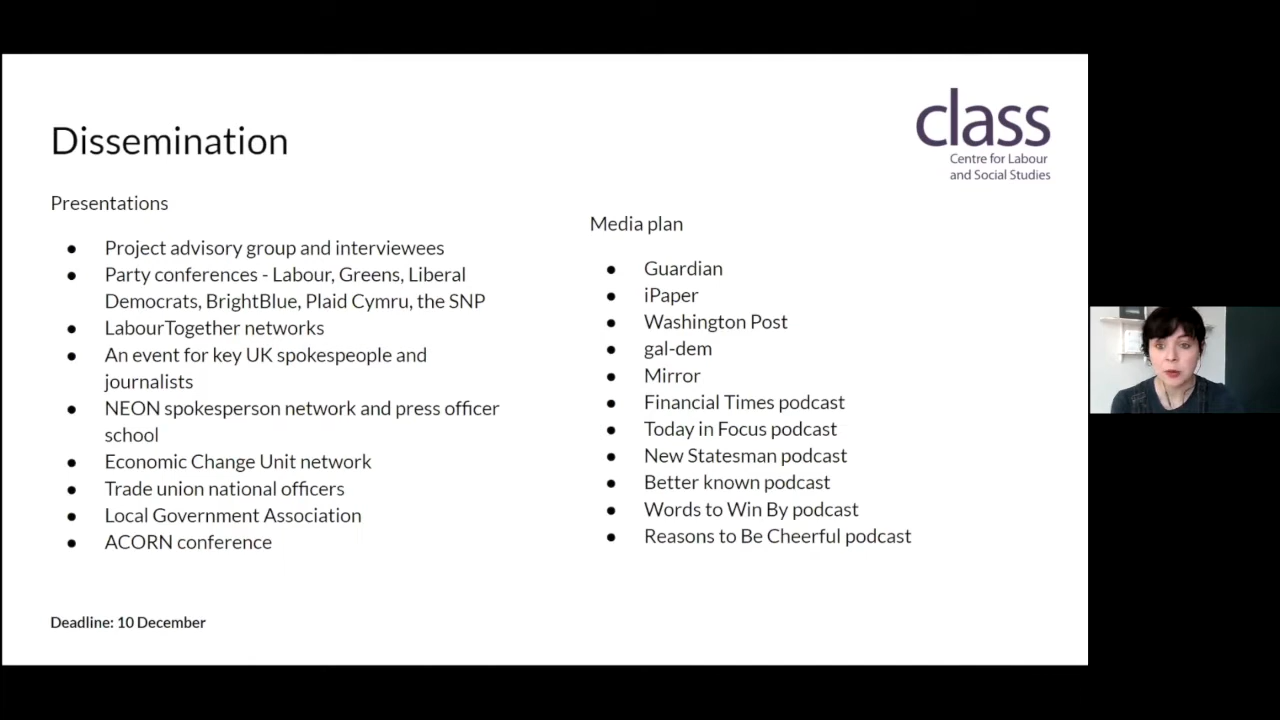 class
Centre for Labour
and Social Studies
Dissemination
Presentations
● Project advisory group and interviewees
● Party conferences - Labour, Greens, Liberal
Democrats, BrightBlue, Plaid Cymru, the SNP
● LabourTogether networks
● An event for key UK spokespeople and
journalists
● NEON spokesperson network and press officer
school
● Economic Change Unit network
● Trade union national officers
● Local Government Association
● ACORN conference
Media plan
● Guardian
● iPaper
● Washington Post
● gal-dem
● Mirror
● Financial Times podcast
● Today in Focus podcast
● New Statesman podcast
● Better known podcast
● Words to Win By podcast
● Reasons to Be Cheerful podcast
Deadline: 10 December